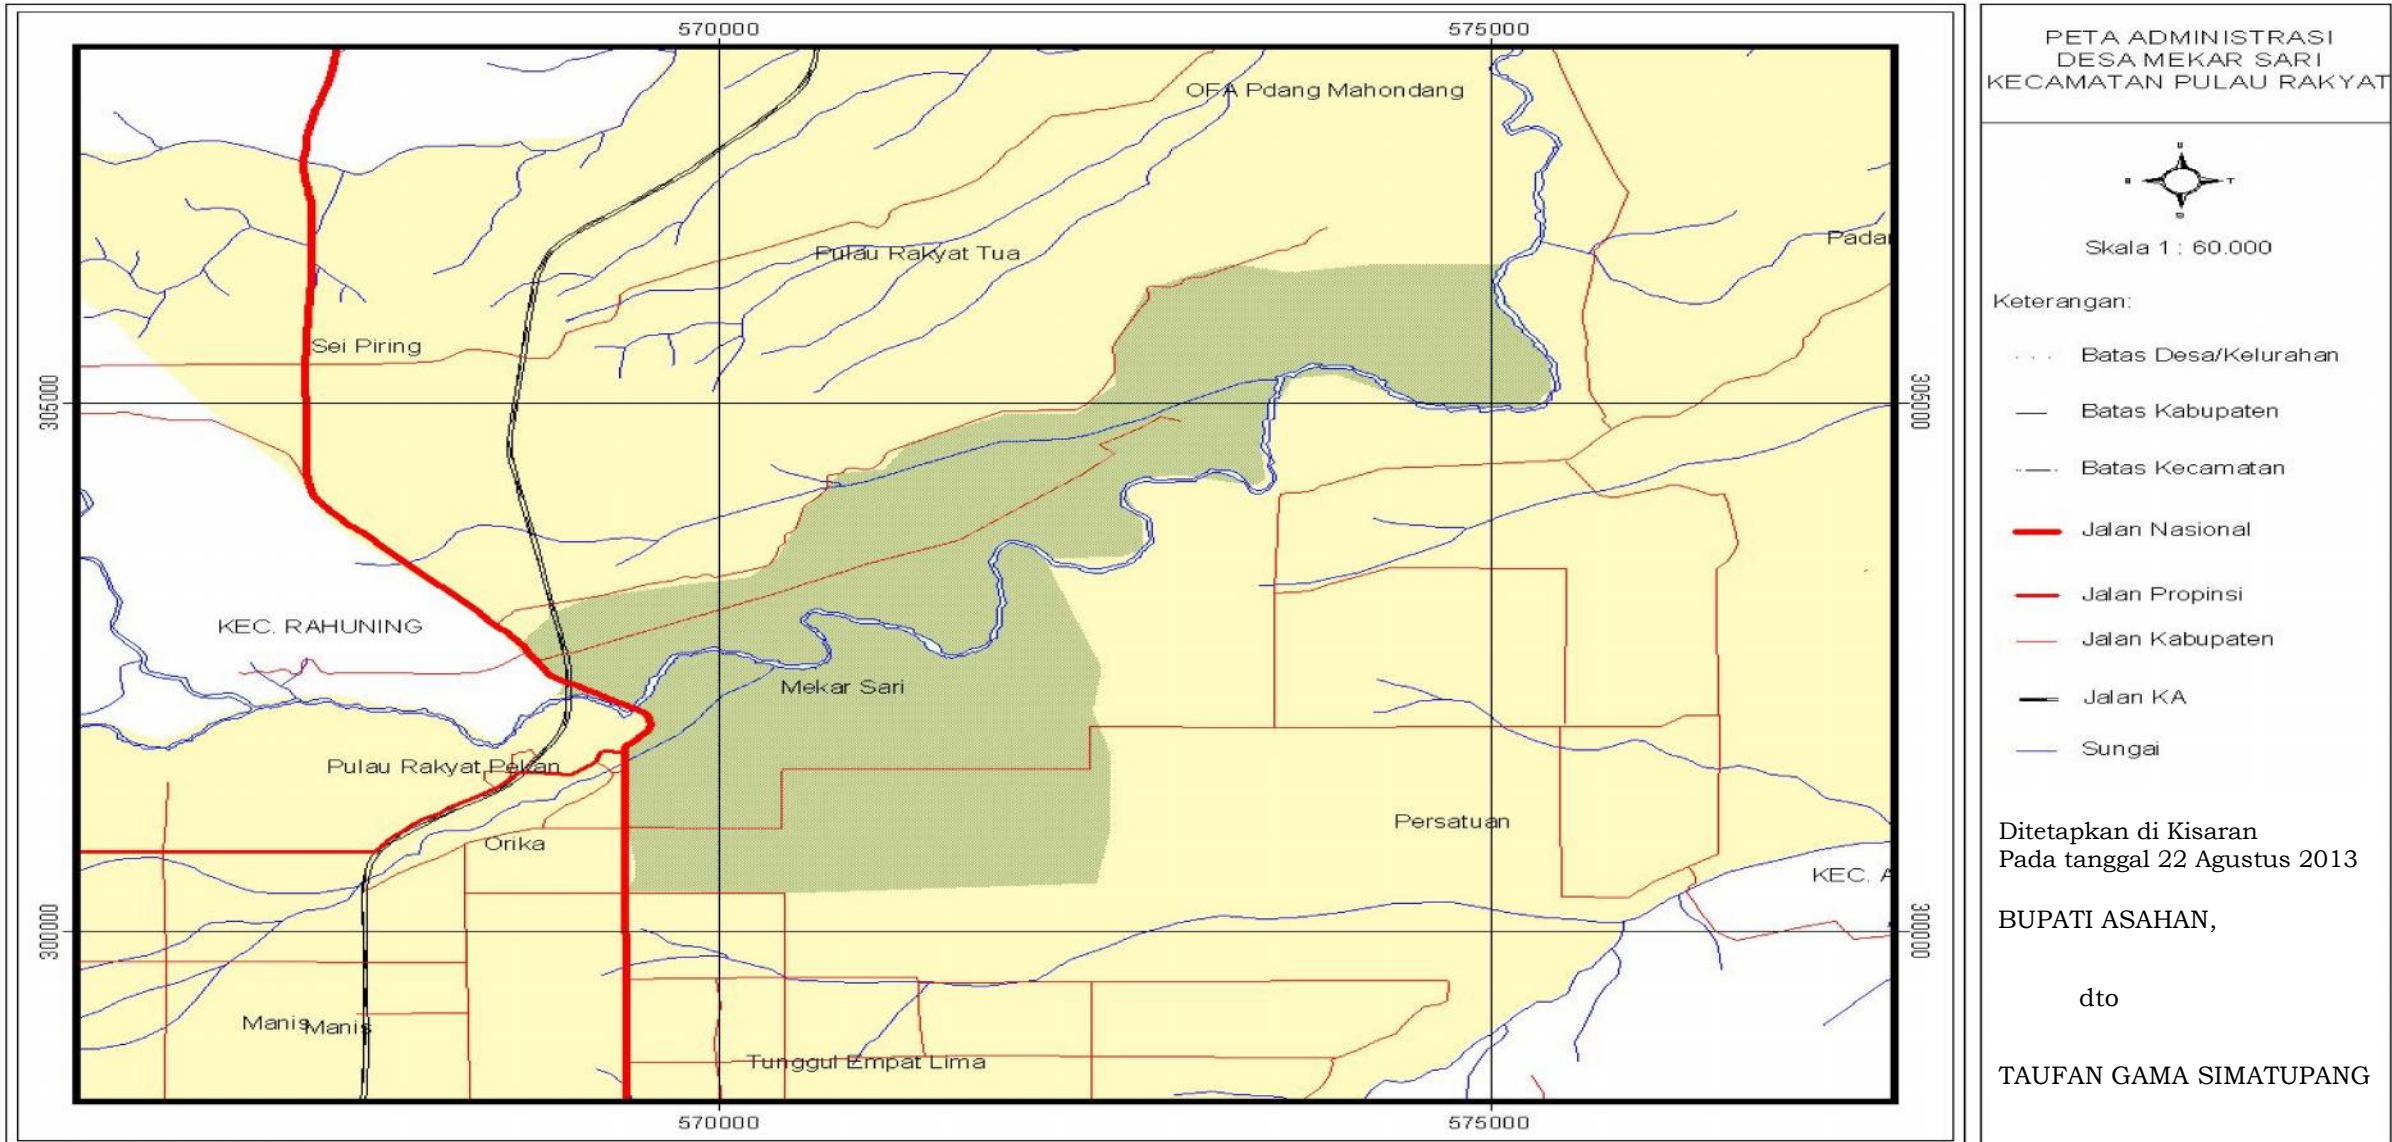 570000
575000
OFA Pdang Mahondang
Pulau Rakyat Tua
Padar
Sei Piring
305000
305000
KEC. RAHUNING
Mekar Sari
Pulau Rakyat Pekan
Orika
Persatuan
KEC. A
300000
300000
Manis
Manis
Tunggul Empat Lima
570000
575000
PETA ADMINISTRASI
DESA MEKAR SARI
KECAMATAN PULAU RAKYAT
U
B
T
S
Skala 1 : 60.000
Keterangan:
Batas Desa/Kelurahan
Batas Kabupaten
Batas Kecamatan
Jalan Nasional
Jalan Propinsi
Jalan Kabupaten
Jalan KA
Sungai
Ditetapkan di Kisaran
Pada tanggal 22 Agustus 2013
BUPATI ASAHAN,
dto
TAUFAN GAMA SIMATUPANG